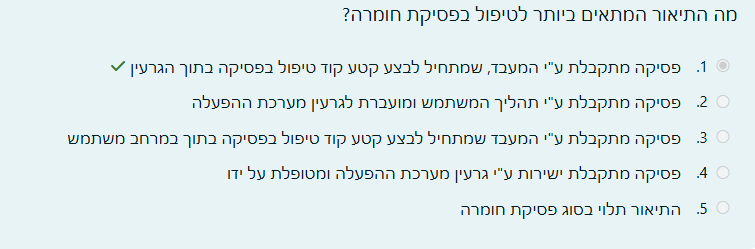 מה התיאור המתאים ביותר לטיפול בפסיקת חומרה?
1. פסיקה מתקבלת ע"י המעבד, שמתחיל לבצע קטע קוד טיפול בפסיקה בתוך הגרעין
2. פסיקה מתקבלת ע"י תהליך המשתמש ומועברת לגרעין מערכת ההפעלה
3. פסיקה מתקבלת ע"י המעבד שמתחיל לבצע קטע קוד טיפול בפסיקה בתוך במרחב משתמש
4. פסיקה מתקבלת ישירות ע"י גרעין מערכת ההפעלה ומטופלת על ידו
5. התיאור תלוי בסוג פסיקת חומרה